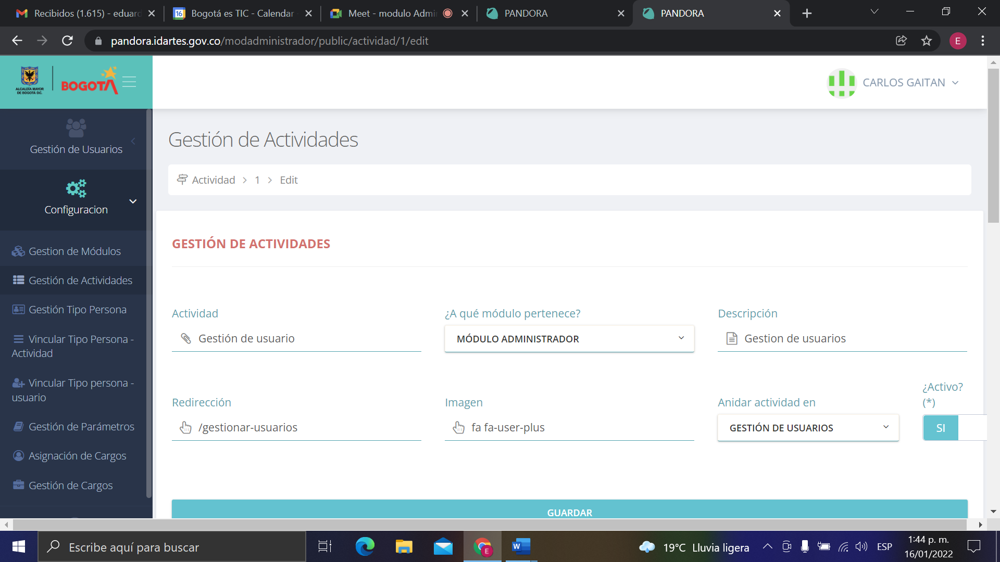 Recibidos (1.615) - eduard
Bogotá es TIC - Calendar
Meet - modulo Admi
PANDORA
PANDORA
pandora.idartes.gov.co/modadministrador/public/actividad/1/edit
E
ALCALDÍA MAYOR
DE BOGOTÁ D.C.
BOGOTÁ
CARLOS GAITAN
Gestión de Usuarios
Configuracion
Gestion de Módulos
Gestión de Actividades
Gestión Tipo Persona
Vincular Tipo Persona -
Actividad
Vincular Tipo persona -
usuario
Gestión de Parámetros
Asignación de Cargos
Gestión de Cargos
Gestión de Actividades
Actividad > 1 > Edit
GESTIÓN DE ACTIVIDADES
Actividad
Gestión de usuario
¿A qué módulo pertenece?
MÓDULO ADMINISTRADOR
Descripción
Gestion de usuarios
Redirección
/gestionar-usuarios
Imagen
fa fa-user-plus
Anidar actividad en
GESTIÓN DE USUARIOS
¿Activo?
(*)
SI
GUARDAR
Escribe aquí para buscar
19°C Lluvia ligera
ESP
1:44 p. m.
16/01/2022